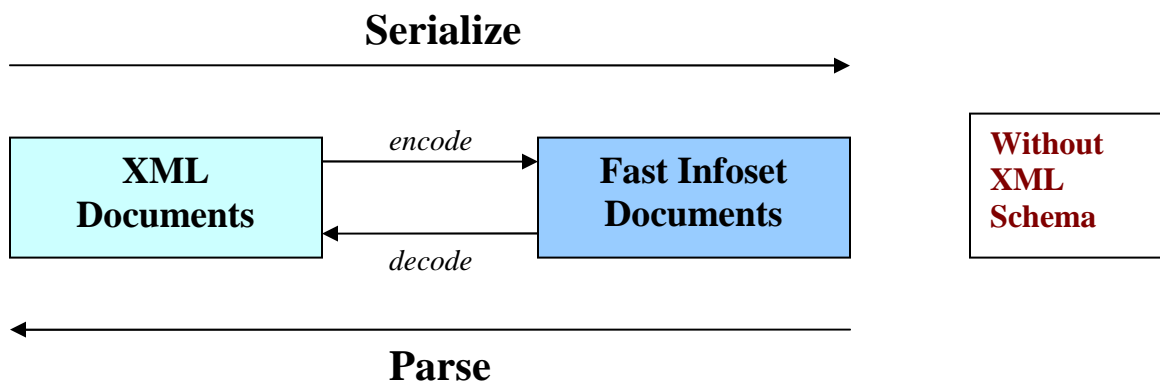 Serialize
encode
XML
Documents
Fast Infoset
Documents
decode
Without
XML
Schema
Parse